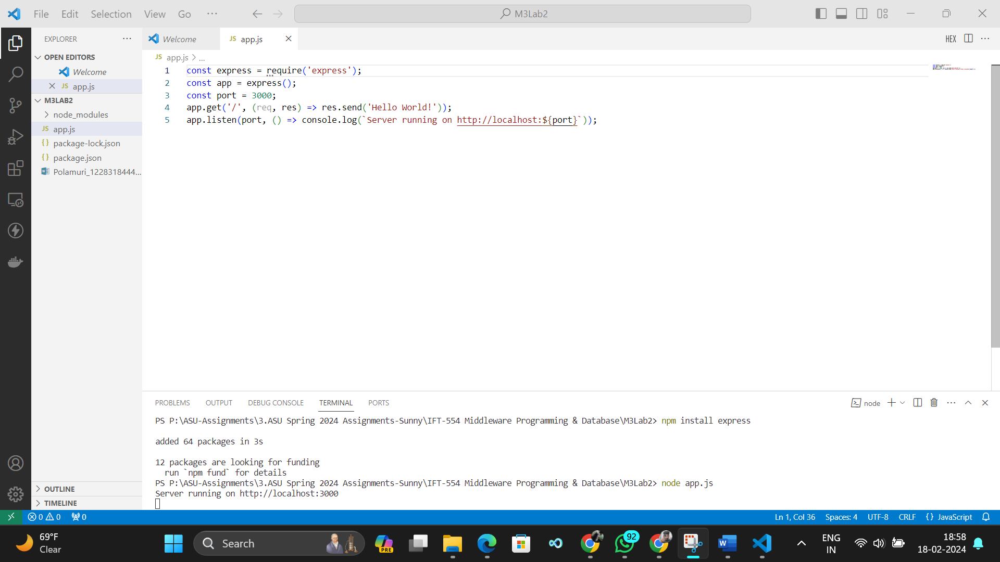 File Edit Selection View Go ... M3Lab2
EXPLORER ...
OPEN EDITORS
Welcome
JS app.js
M3LAB2
node_modules
JS app.js
{} package-lock.json
{} package.json
Polamuri_1228318444...
OUTLINE
TIMELINE
Welcome JS app.js HEX ...
JS app.js > ...
1 const express = require('express');
2 const app = express();
3 const port = 3000;
4 app.get('/', (req, res) => res.send('Hello World!'));
5 app.listen(port, () => console.log(`Server running on http://localhost:${port}`));
PROBLEMS OUTPUT DEBUG CONSOLE TERMINAL PORTS node ...
PS P:\ASU-Assignments\3.ASU Spring 2024 Assignments-Sunny\IFT-554 Middleware Programming & Database\M3Lab2> npm install express
added 64 packages in 3s
12 packages are looking for funding
run `npm fund` for details
PS P:\ASU-Assignments\3.ASU Spring 2024 Assignments-Sunny\IFT-554 Middleware Programming & Database\M3Lab2> node app.js
Server running on http://localhost:3000
0 0 0 Ln 1, Col 36 Spaces: 4 UTF-8 CRLF {} JavaScript
69°F
Clear
Search
PRE
92
W
ENG
IN
18:58
18-02-2024